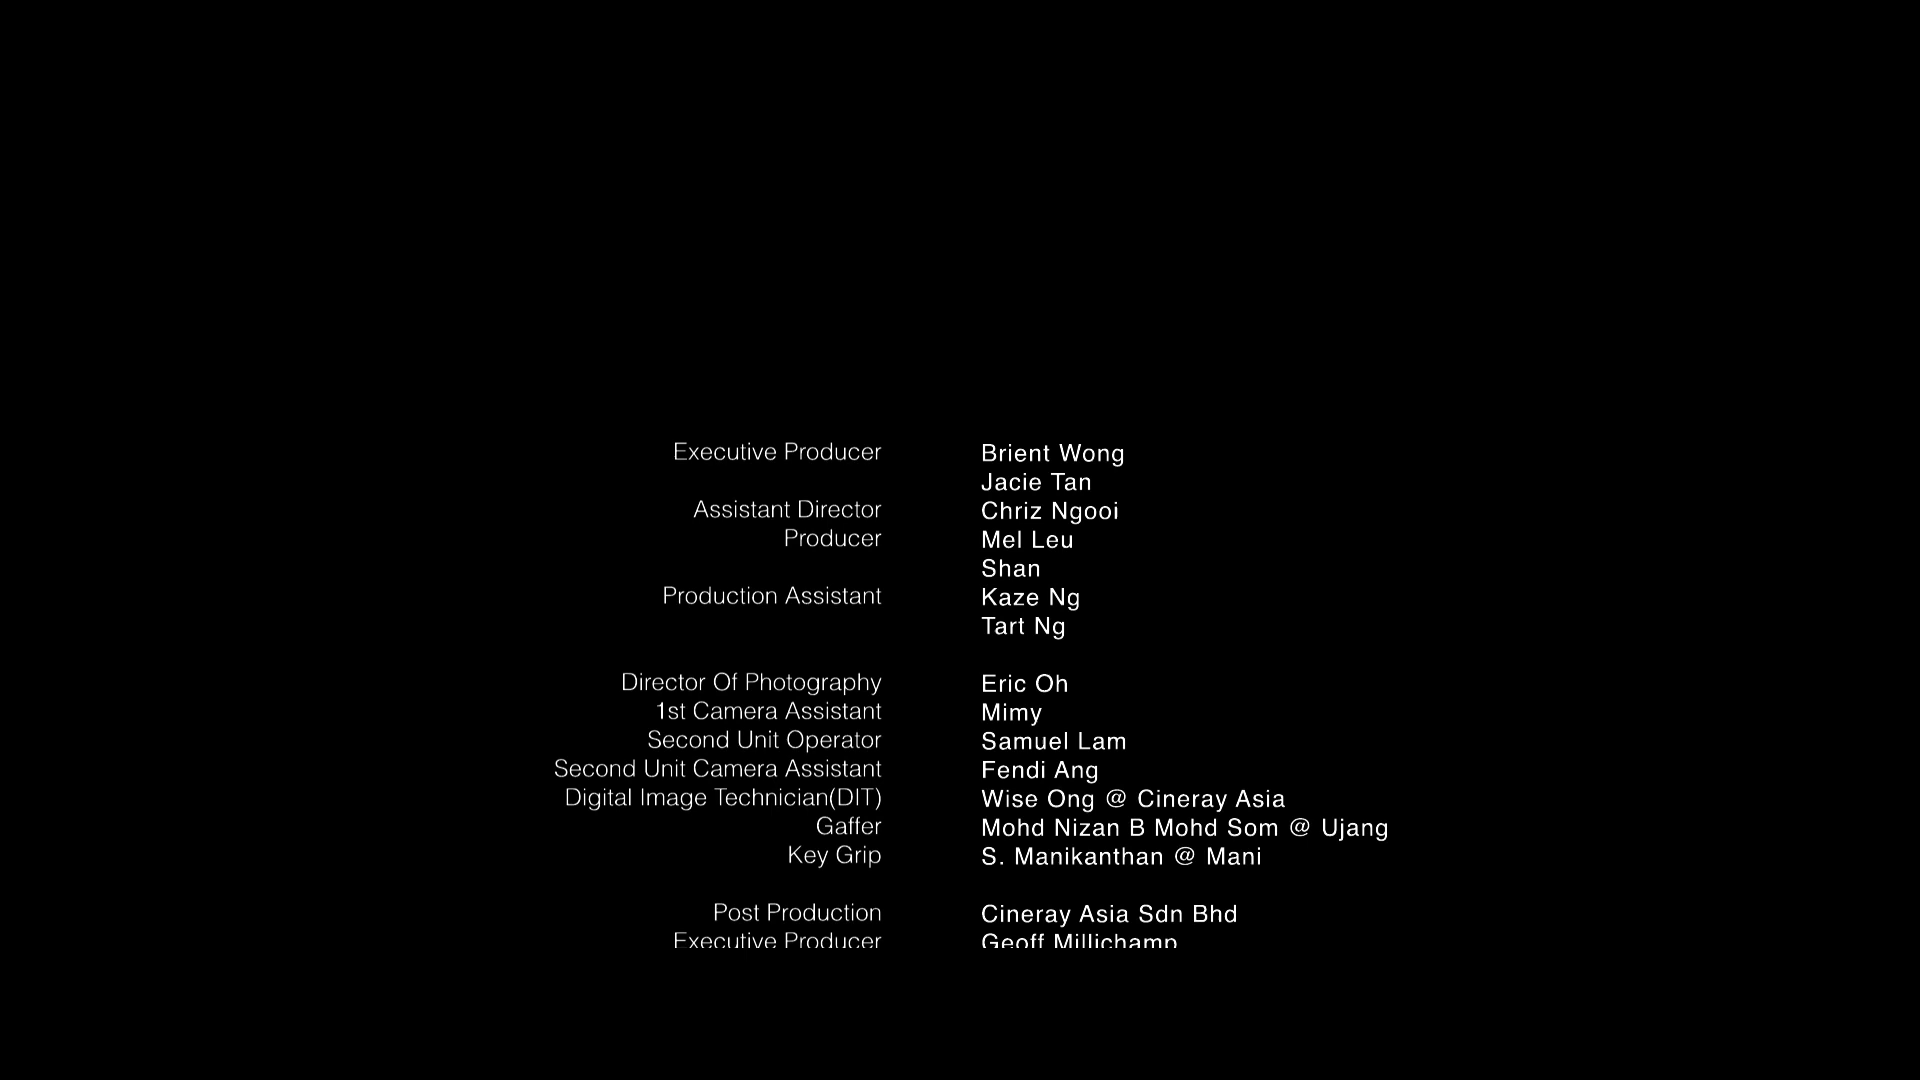 Executive Producer Brient Wong
Jacie Tan
Assistant Director Chriz Ngooi
Producer Mel Leu
Shan
Production Assistant Kaze Ng
Tart Ng
Director Of Photography Eric Oh
1st Camera Assistant Mimy
Second Unit Operator Samuel Lam
Second Unit Camera Assistant Fendi Ang
Digital Image Technician(DIT) Wise Ong @ Cineray Asia
Gaffer Mohd Nizan B Mohd Som @ Ujang
Key Grip S. Manikanthan @ Mani
Post Production Cineray Asia Sdn Bhd
Executive Producer Geoff Millichamp